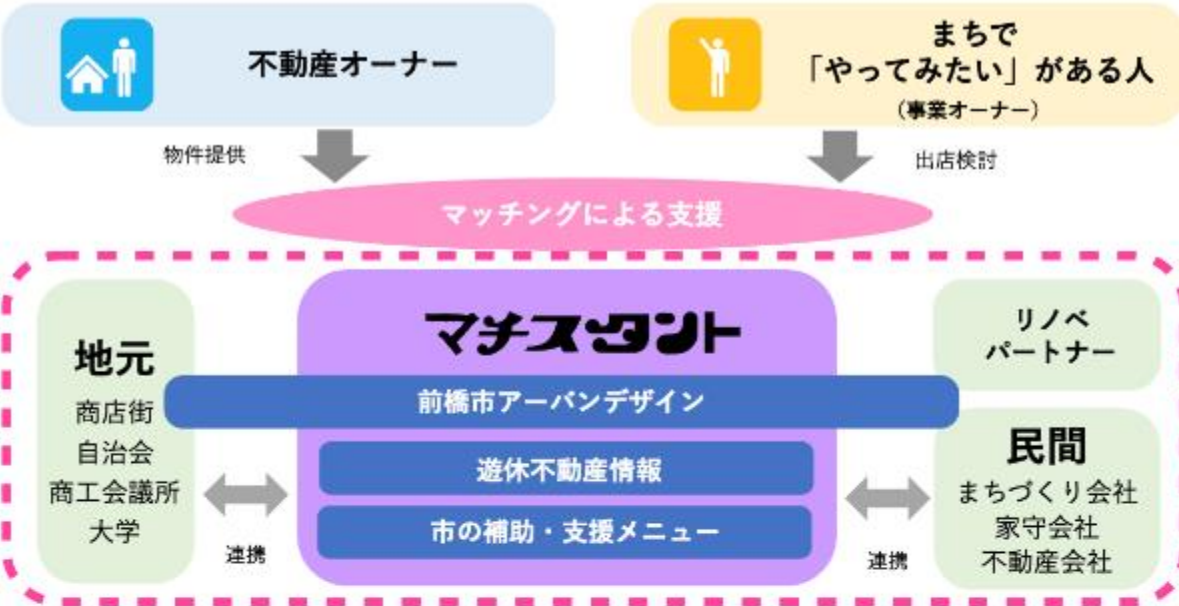 不動産オーナー
まちで
「やってみたい」がある人
(事業オーナー)
物件提供
出店検討
マッチングによる支援
マチスタント
地元
商店街
自治会
商工会議所
大学
連携
前橋市アーバンデザイン
遊休不動産情報
市の補助・支援メニュー
リノベ
パートナー
民間
まちづくり会社
家守会社
不動産会社
連携